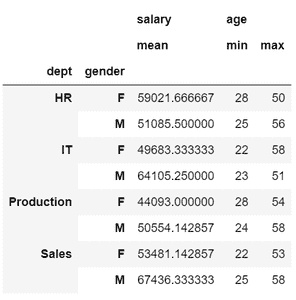 salary age
mean min max
dept gender
HR F 59021.666667 28 50
M 51085.500000 25 56
IT F 49683.333333 22 58
M 64105.250000 23 51
Production F 44093.000000 28 54
M 50554.142857 24 58
Sales F 53481.142857 22 53
M 67436.333333 25 58